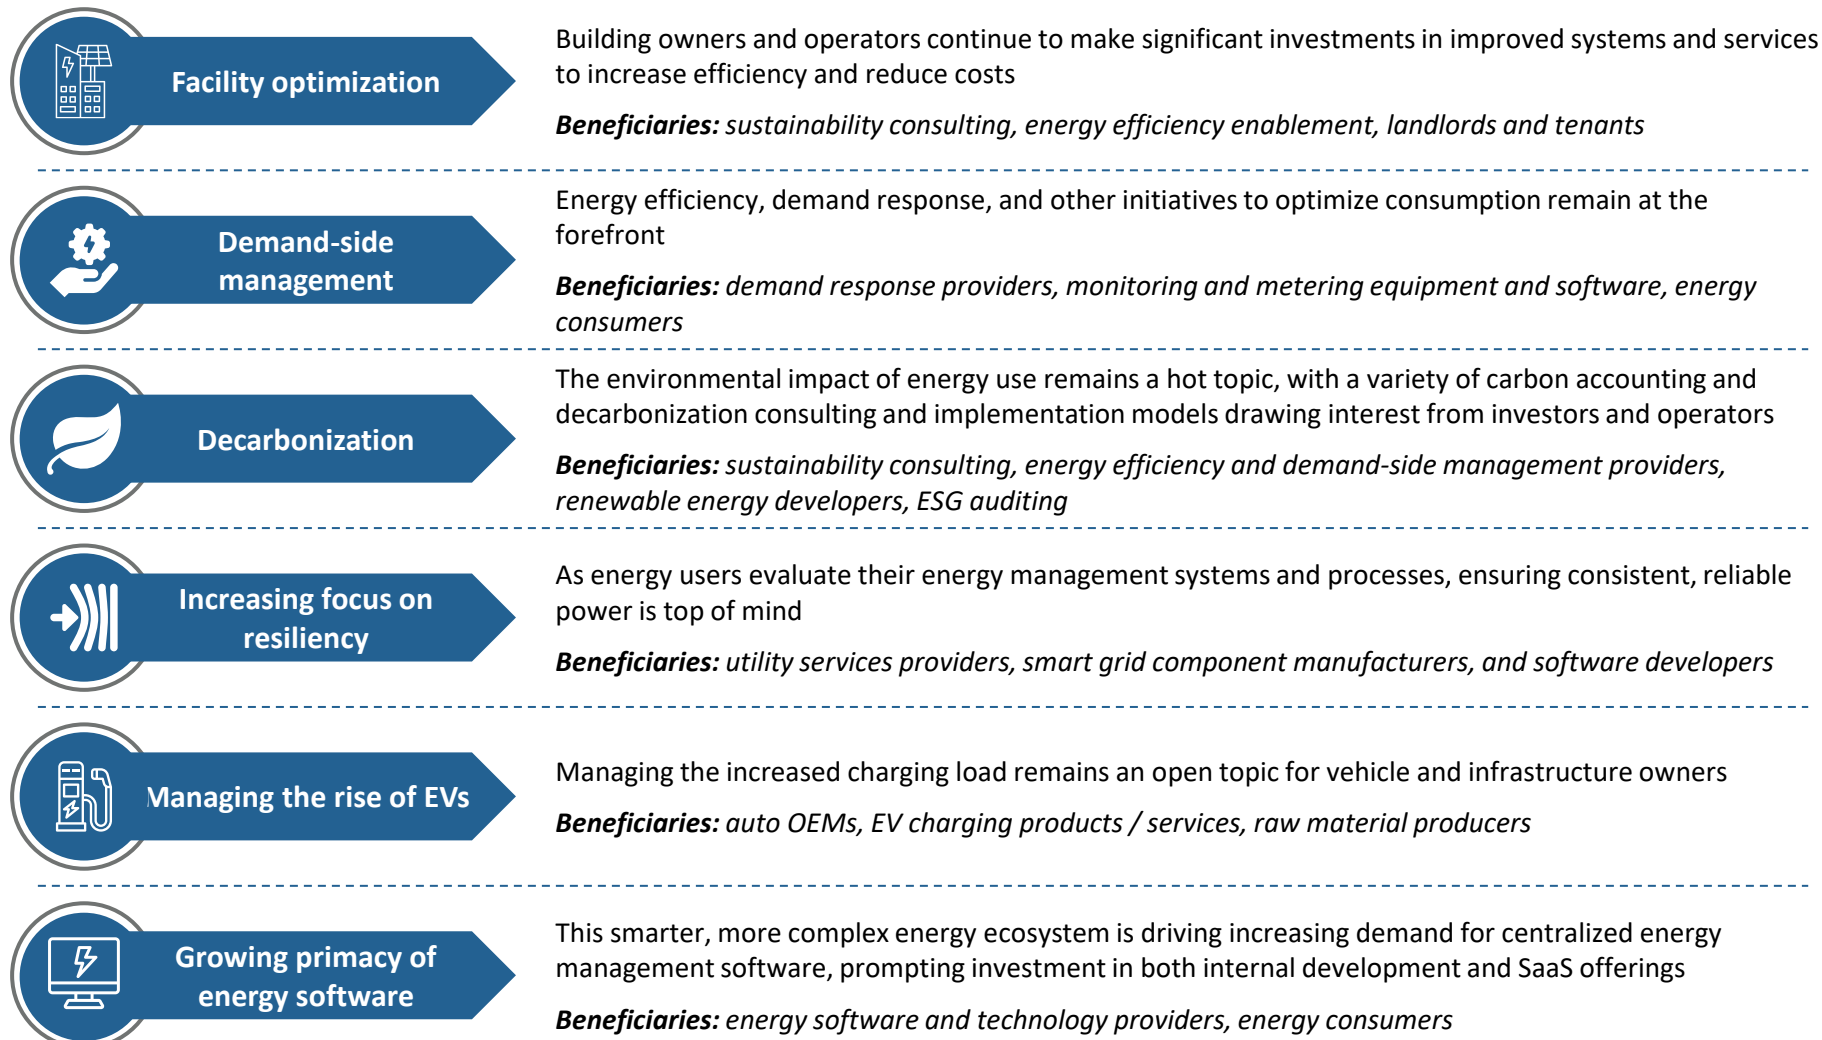 Facility optimization
Building owners and operators continue to make significant investments in improved systems and services
to increase efficiency and reduce costs
Beneficiaries: sustainability consulting, energy efficiency enablement, landlords and tenants
Demand-side
management
Energy efficiency, demand response, and other initiatives to optimize consumption remain at the
forefront
Beneficiaries: demand response providers, monitoring and metering equipment and software, energy
consumers
Decarbonization
The environmental impact of energy use remains a hot topic, with a variety of carbon accounting and
decarbonization consulting and implementation models drawing interest from investors and operators
Beneficiaries: sustainability consulting, energy efficiency and demand-side management providers,
renewable energy developers, ESG auditing
Increasing focus on
resiliency
As energy users evaluate their energy management systems and processes, ensuring consistent, reliable
power is top of mind
Beneficiaries: utility services providers, smart grid component manufacturers, and software developers
Managing the rise of EVs
Managing the increased charging load remains an open topic for vehicle and infrastructure owners
Beneficiaries: auto OEMs, EV charging products / services, raw material producers
Growing primacy of
energy software
This smarter, more complex energy ecosystem is driving increasing demand for centralized energy
management software, prompting investment in both internal development and SaaS offerings
Beneficiaries: energy software and technology providers, energy consumers